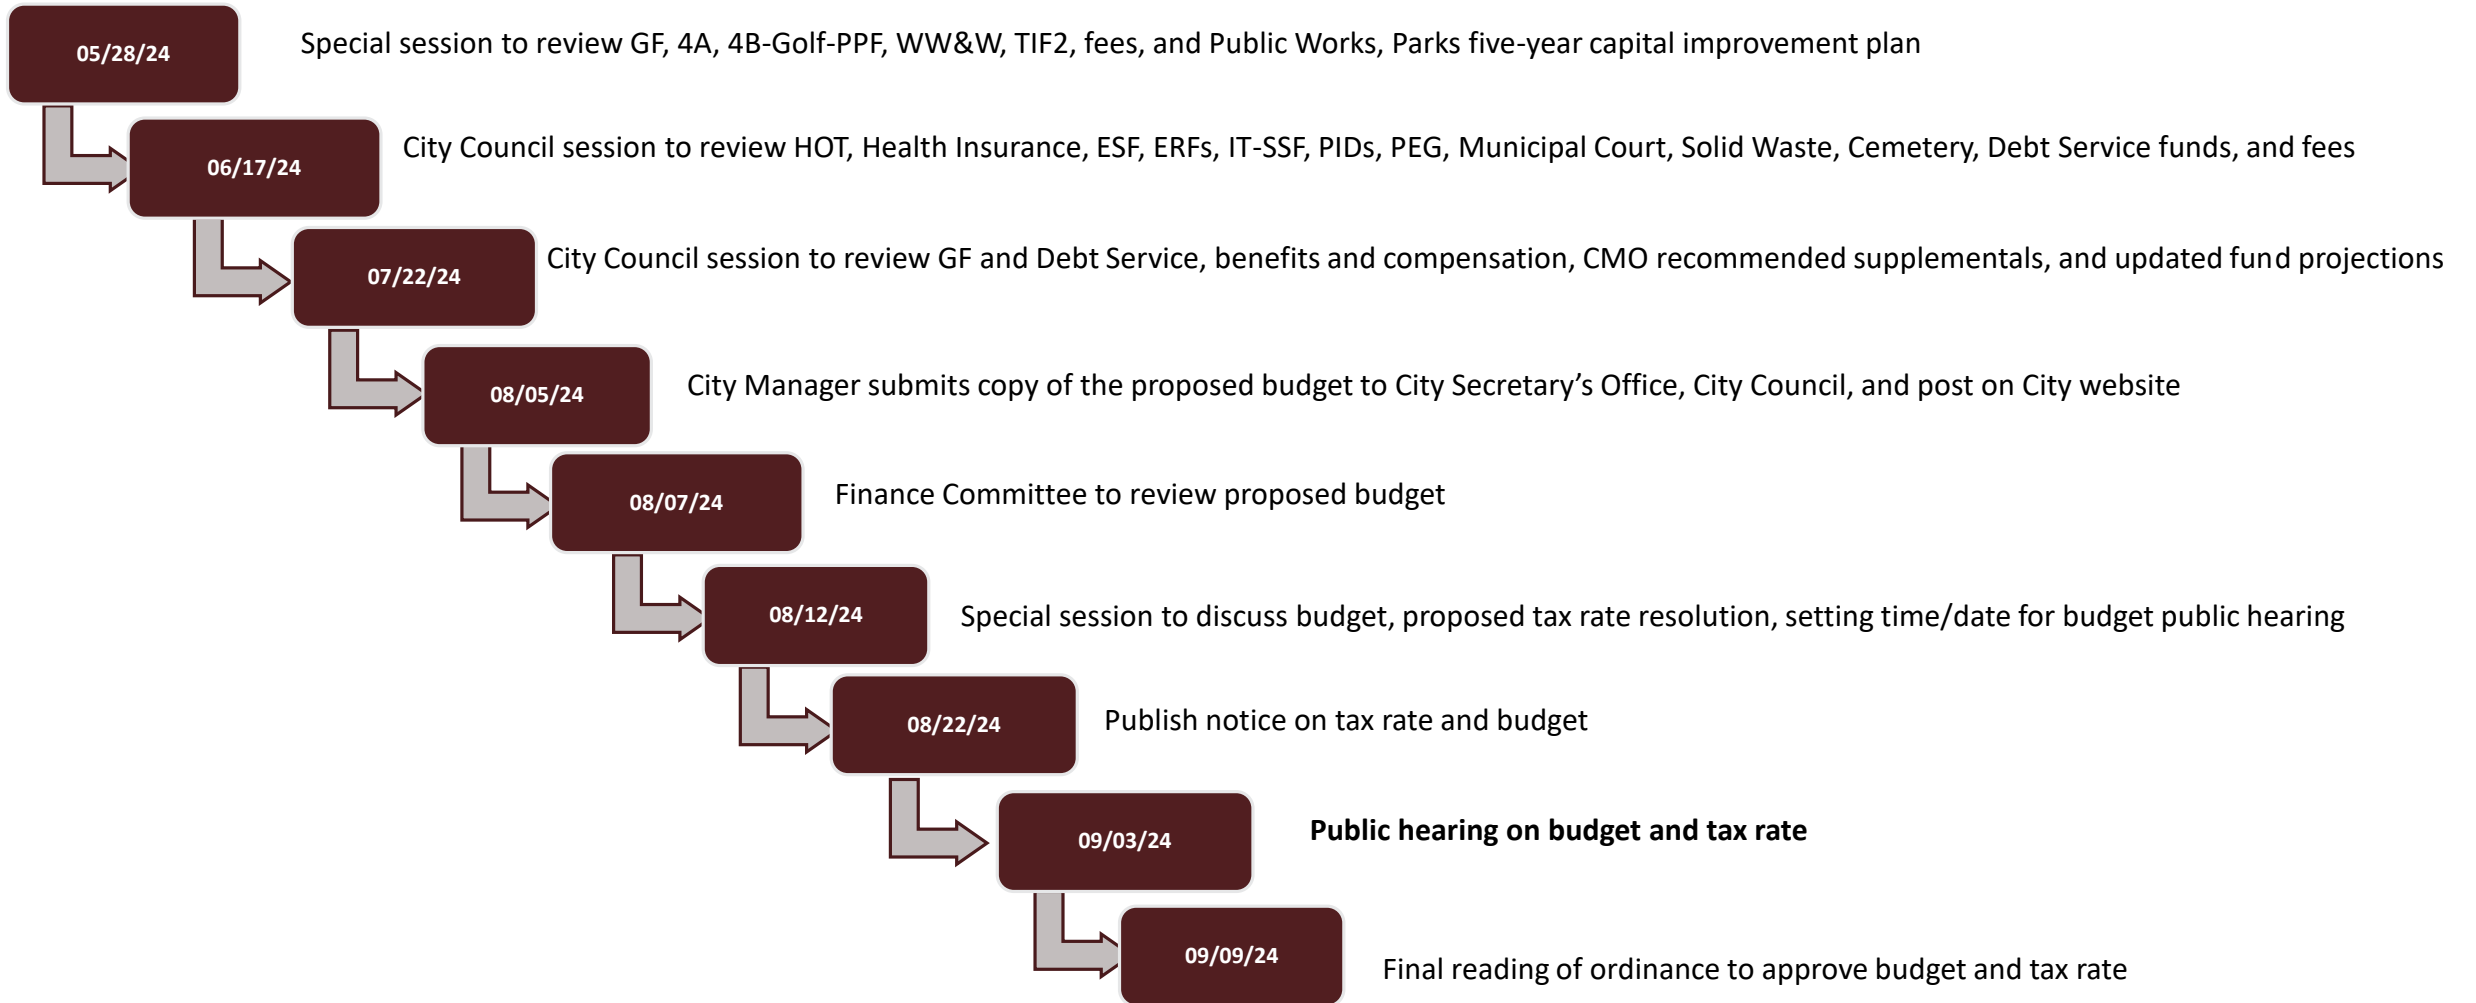 05/28/24
Special session to review GF, 4A, 4B-Golf-PPF, WW&W, TIF2, fees, and Public Works, Parks five-year capital improvement plan
06/17/24
City Council session to review HOT, Health Insurance, ESF, ERFs, IT-SSF, PIDs, PEG, Municipal Court, Solid Waste, Cemetery, Debt Service funds, and fees
07/22/24
City Council session to review GF and Debt Service, benefits and compensation, CMO recommended supplementals, and updated fund projections
08/05/24
City Manager submits copy of the proposed budget to City Secretary’s Office, City Council, and post on City website
08/07/24
Finance Committee to review proposed budget
08/12/24
Special session to discuss budget, proposed tax rate resolution, setting time/date for budget public hearing
08/22/24
Publish notice on tax rate and budget
09/03/24
Public hearing on budget and tax rate
09/09/24
Final reading of ordinance to approve budget and tax rate